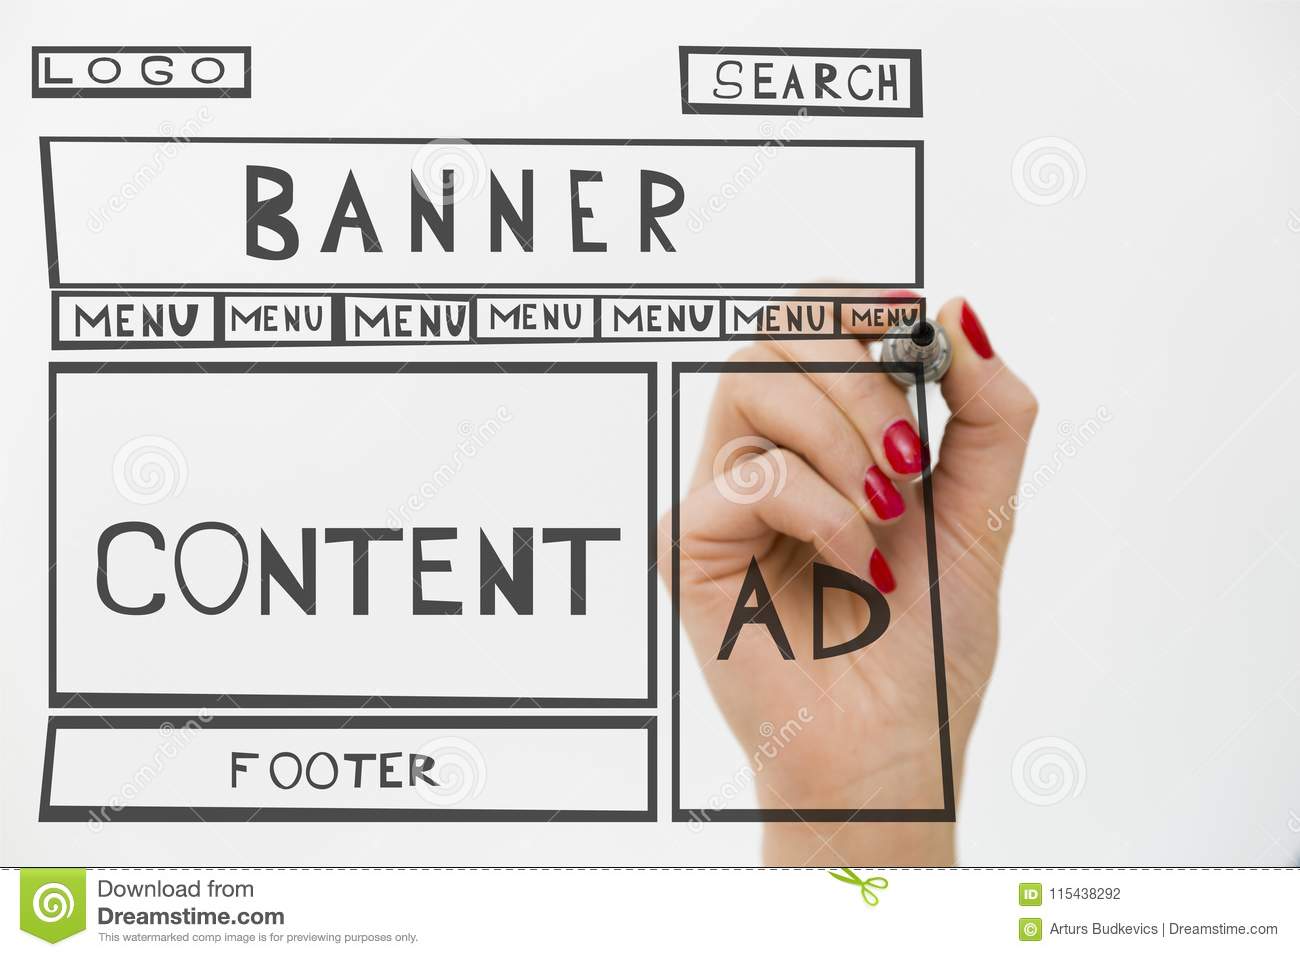 LOGO
SEARCH
BANNER
MENU MENU MENU MENU MENU MENU MENU
CONTENT
AD
FOOTER
dreamstime
Download from
Dreamstime.com
This watermarked comp image is for previewing purposes only.
ID 115438292
© Arturs Budkevics | Dreamstime.com